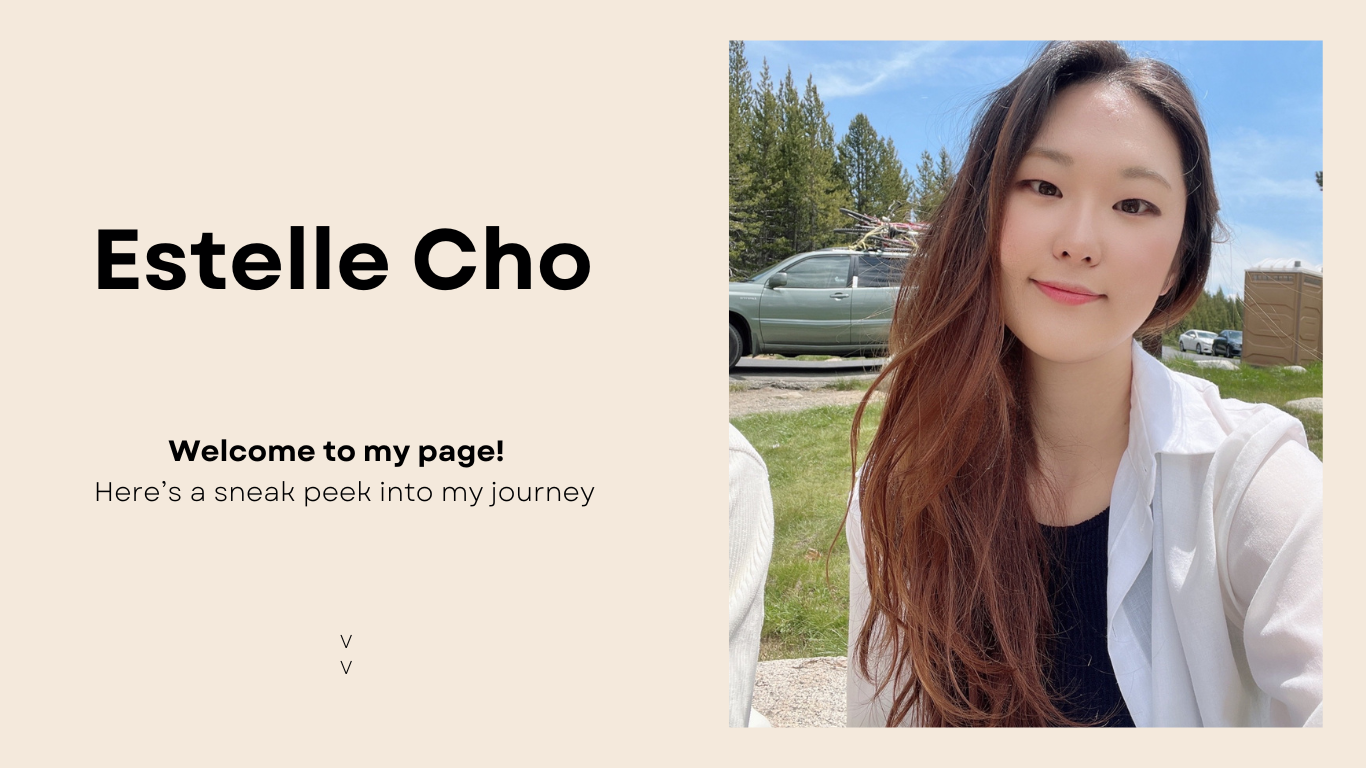 Estelle Cho
Welcome to my page!
Here’s a sneak peek into my journey
V
V